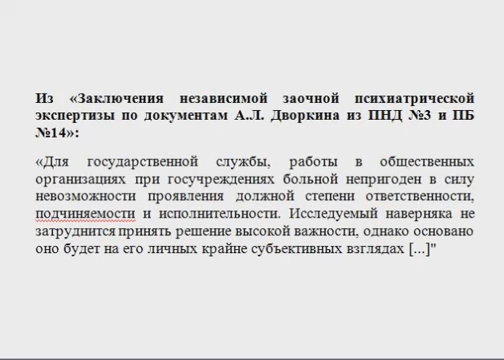 Из «Заключения независимой заочной психиатрической
экспертизы по документам А.Л. Дворкина из ПНД №3 и ПБ
№14»:
«Для государственной службы, работы в общественных
организациях при госучреждениях больной непригоден в силу
невозможности проявления должной степени ответственности,
подчиняемости и исполнительности. Исследуемый наверняка не
затруднится принять решение высокой важности, однако основано
оно будет на его личных крайне субъективных взглядах [...]"